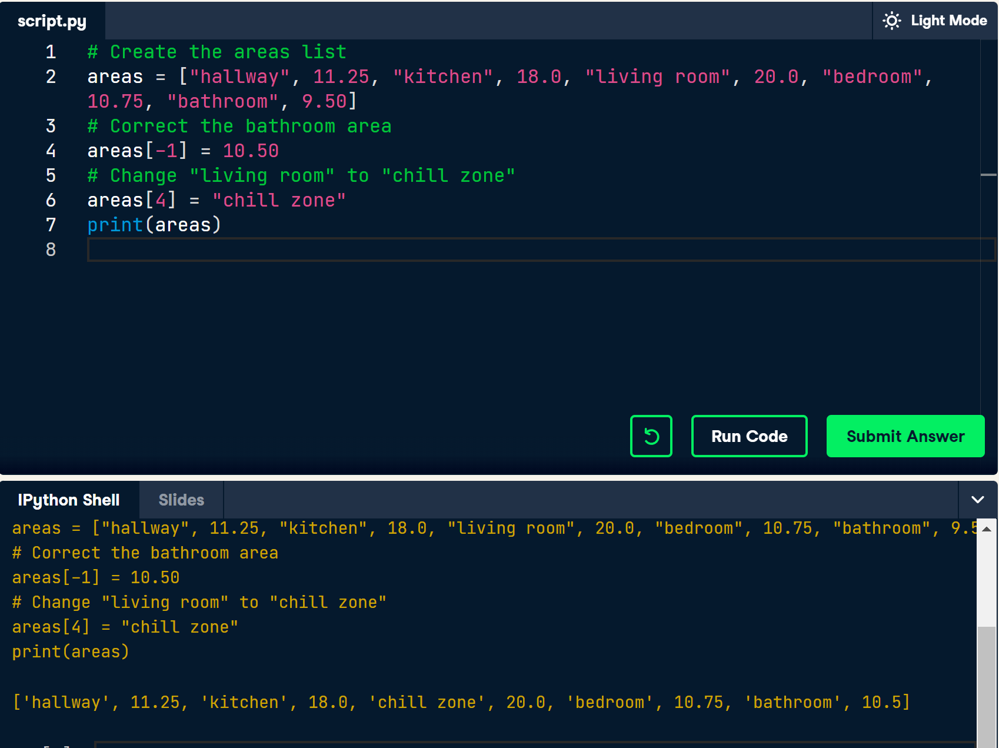 script.py
Light Mode
1 # Create the areas list
2 areas = ["hallway", 11.25, "kitchen", 18.0, "living room", 20.0, "bedroom",
10.75, "bathroom", 9.50]
3 # Correct the bathroom area
4 areas[-1] = 10.50
5 # Change "living room" to "chill zone"
6 areas[4] = "chill zone"
7 print(areas)
8
Run Code
Submit Answer
IPython Shell
Slides
areas = ["hallway", 11.25, "kitchen", 18.0, "living room", 20.0, "bedroom", 10.75, "bathroom", 9.5
# Correct the bathroom area
areas[-1] = 10.50
# Change "living room" to "chill zone"
areas[4] = "chill zone"
print(areas)
['hallway', 11.25, 'kitchen', 18.0, 'chill zone', 20.0, 'bedroom', 10.75, 'bathroom', 10.5]